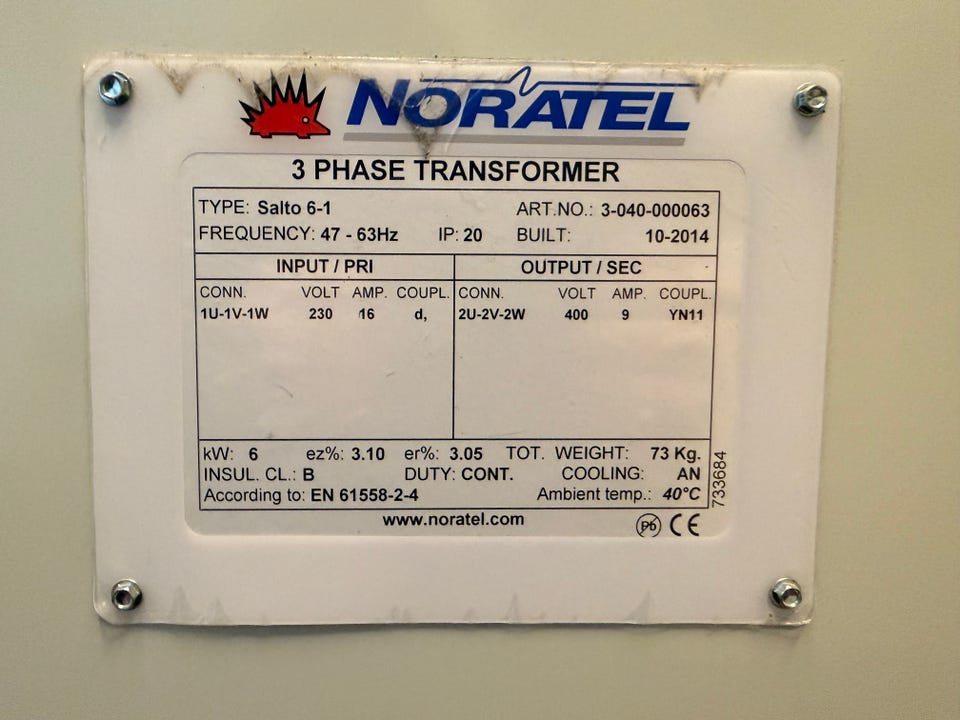 NORATEL
3 PHASE TRANSFORMER
TYPE: Salto 6-1 ART.NO.: 3-040-000063
FREQUENCY: 47 - 63Hz IP: 20 BUILT: 10-2014
INPUT / PRI OUTPUT / SEC
CONN. VOLT AMP. COUPL. CONN. VOLT AMP. COUPL.
1U-1V-1W 230 16 d, 2U-2V-2W 400 9 YN11
kW: 6 ez%: 3.10 er%: 3.05 TOT. WEIGHT: 73 Kg.
INSUL. CL.: B DUTY: CONT. COOLING: AN
According to: EN 61558-2-4 Ambient temp.: 40°C
733684
www.noratel.com Pb CE